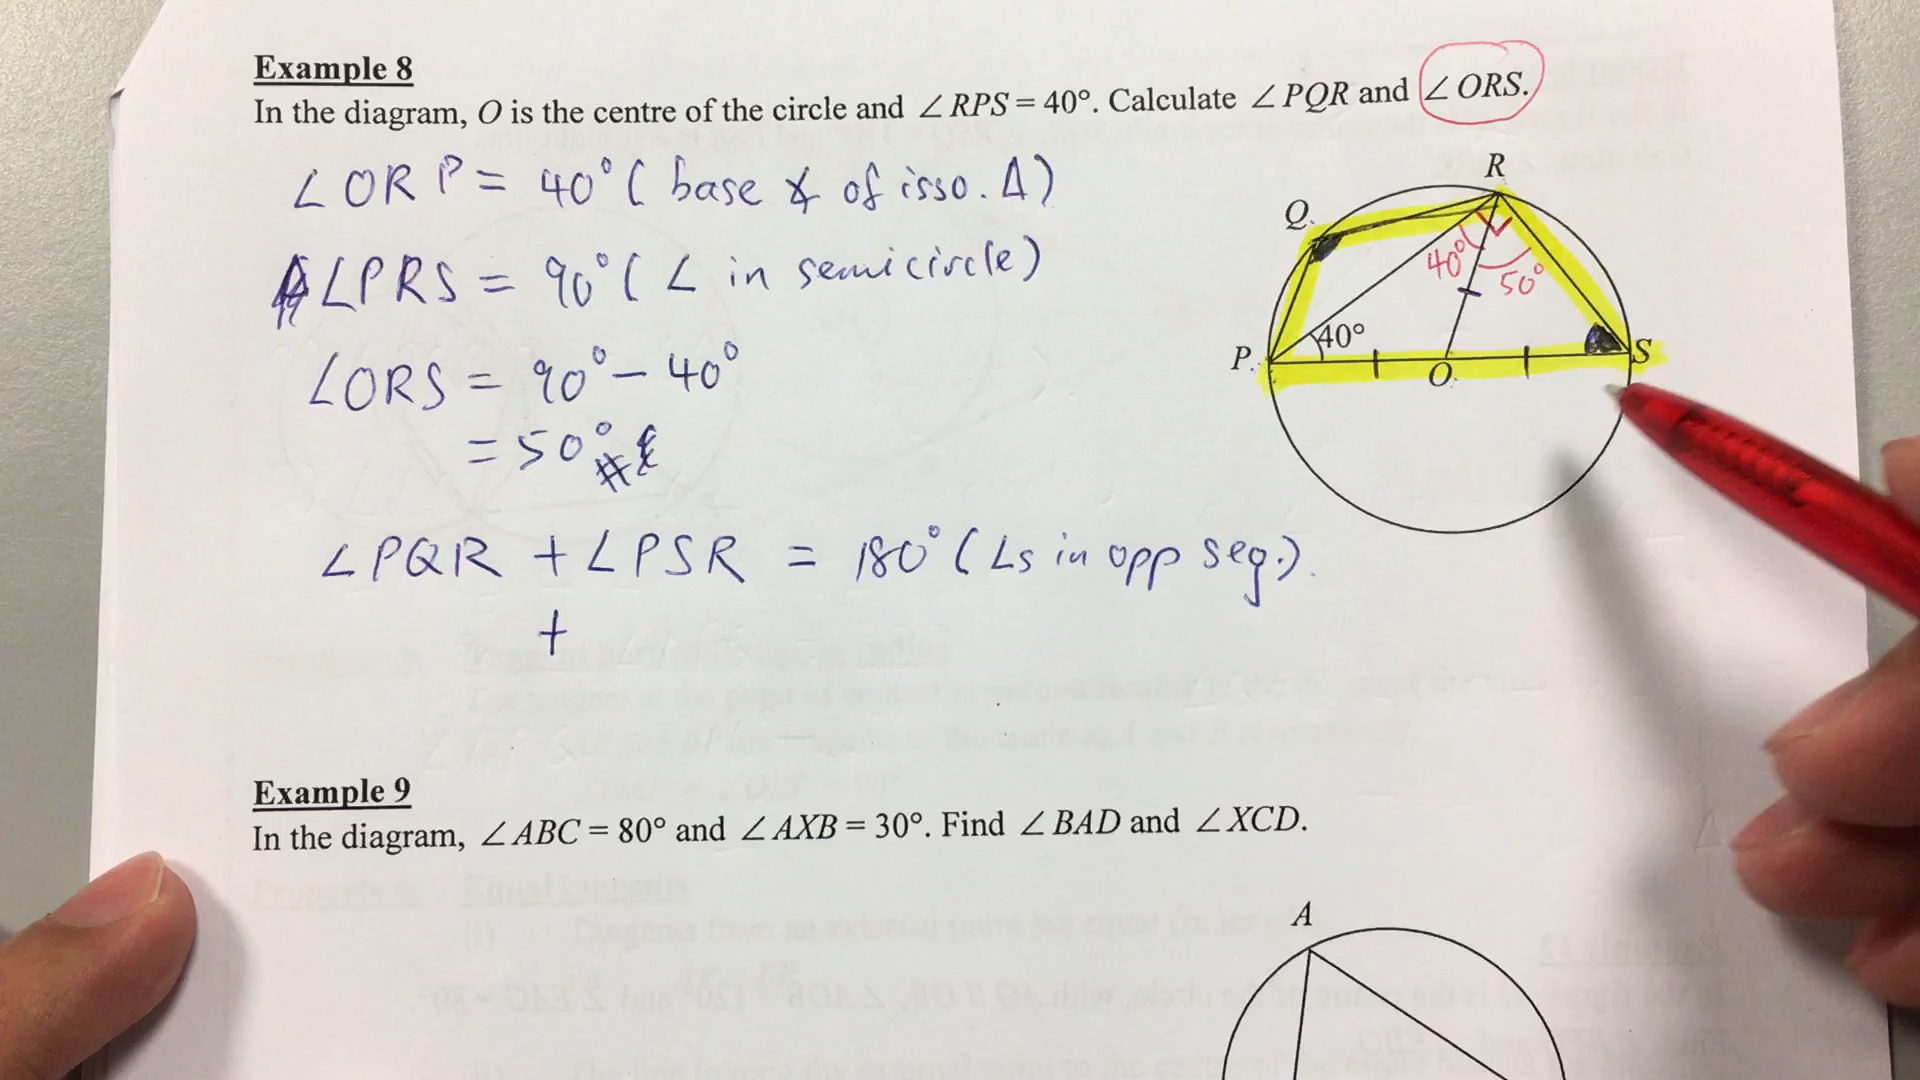 Example 8
In the diagram, O is the centre of the circle and ∠RPS = 40°. Calculate ∠PQR and ∠ORS.
∠ORP = 40° ( base ∡ of isso. Δ)
∠PRS = 90° ( ∠ in semicircle)
∠ORS = 90° − 40°
= 50° #
∠PQR + ∠PSR = 180° (∠s in opp seg.).
+
R
Q
40°
50°
40°
P
O
S
Example 9
In the diagram, ∠ABC = 80° and ∠AXB = 30°. Find ∠BAD and ∠XCD.
A